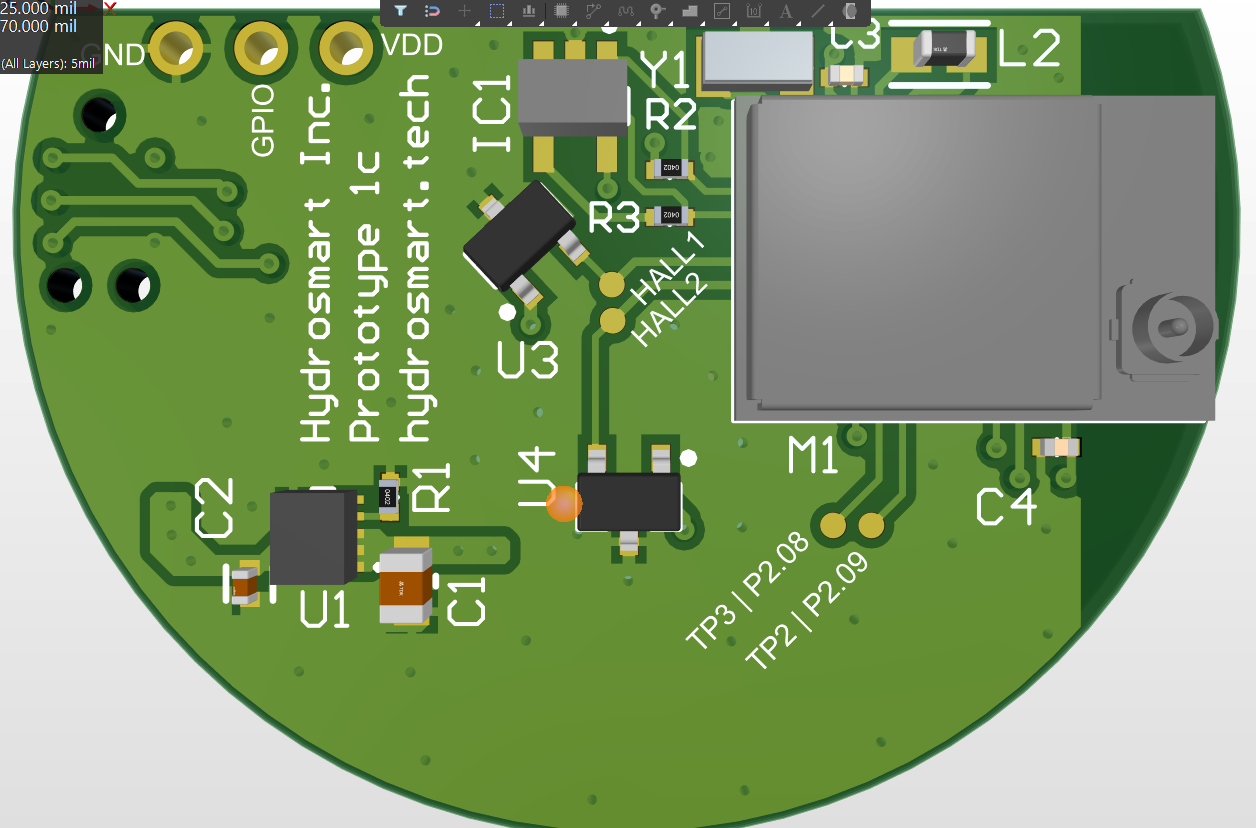 25.000 mil
70.000 mil
(All Layers): 5mil
GND
VDD
GPIO
Hydrosmart Inc.
Prototype 1c
hydrosmart.tech
IC1
Y1
C3
L2
R2
0402
R3
0402
HALL1
HALL2
U3
U4
M1
C4
C2
R1
0402
U1
C1
TP3 | P2.08
TP2 | P2.09